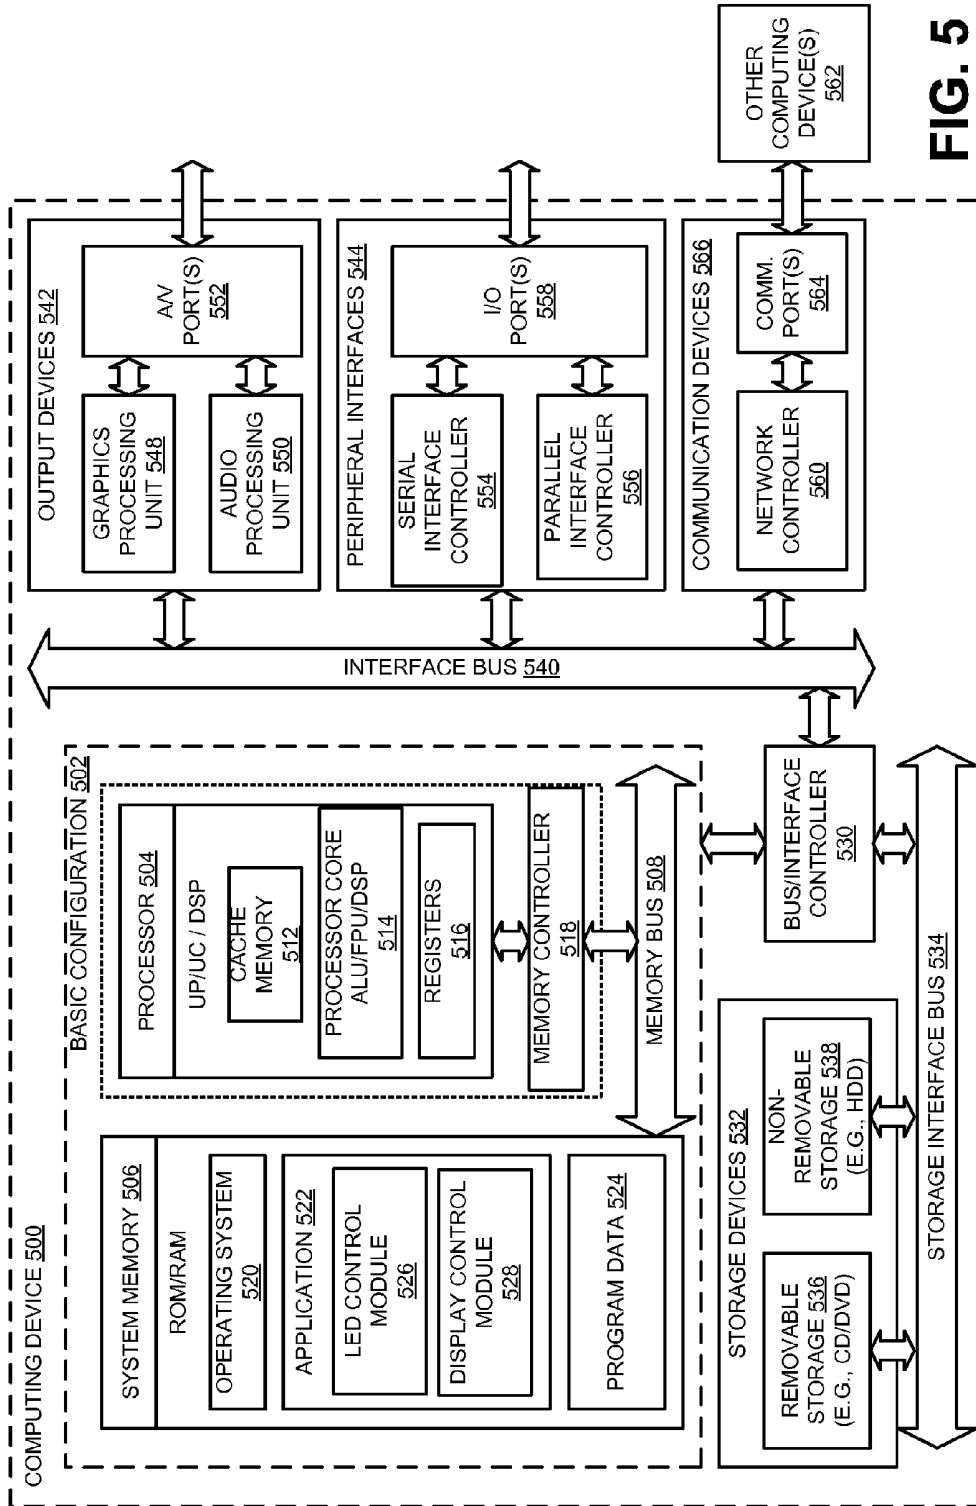 COMPUTING DEVICE 500
BASIC CONFIGURATION 502
SYSTEM MEMORY 506
ROM/RAM
OPERATING SYSTEM
520
APPLICATION 522
LED CONTROL
MODULE
526
DISPLAY CONTROL
MODULE
528
PROGRAM DATA 524
PROCESSOR 504
UP/UC / DSP
CACHE
MEMORY
512
PROCESSOR CORE
ALU/FPU/DSP
514
REGISTERS
516
MEMORY CONTROLLER
518
MEMORY BUS 508
BUS/INTERFACE
CONTROLLER
530
STORAGE DEVICES 532
REMOVABLE
STORAGE 536
(E.G., CD/DVD)
NON-
REMOVABLE
STORAGE 538
(E.G., HDD)
STORAGE INTERFACE BUS 534
INTERFACE BUS 540
OUTPUT DEVICES 542
GRAPHICS
PROCESSING
UNIT 548
AUDIO
PROCESSING
UNIT 550
A/V
PORT(S)
552
PERIPHERAL INTERFACES 544
SERIAL
INTERFACE
CONTROLLER
554
PARALLEL
INTERFACE
CONTROLLER
556
I/O
PORT(S)
558
COMMUNICATION DEVICES 566
NETWORK
CONTROLLER
560
COMM.
PORT(S)
564
OTHER
COMPUTING
DEVICE(S)
562
FIG. 5